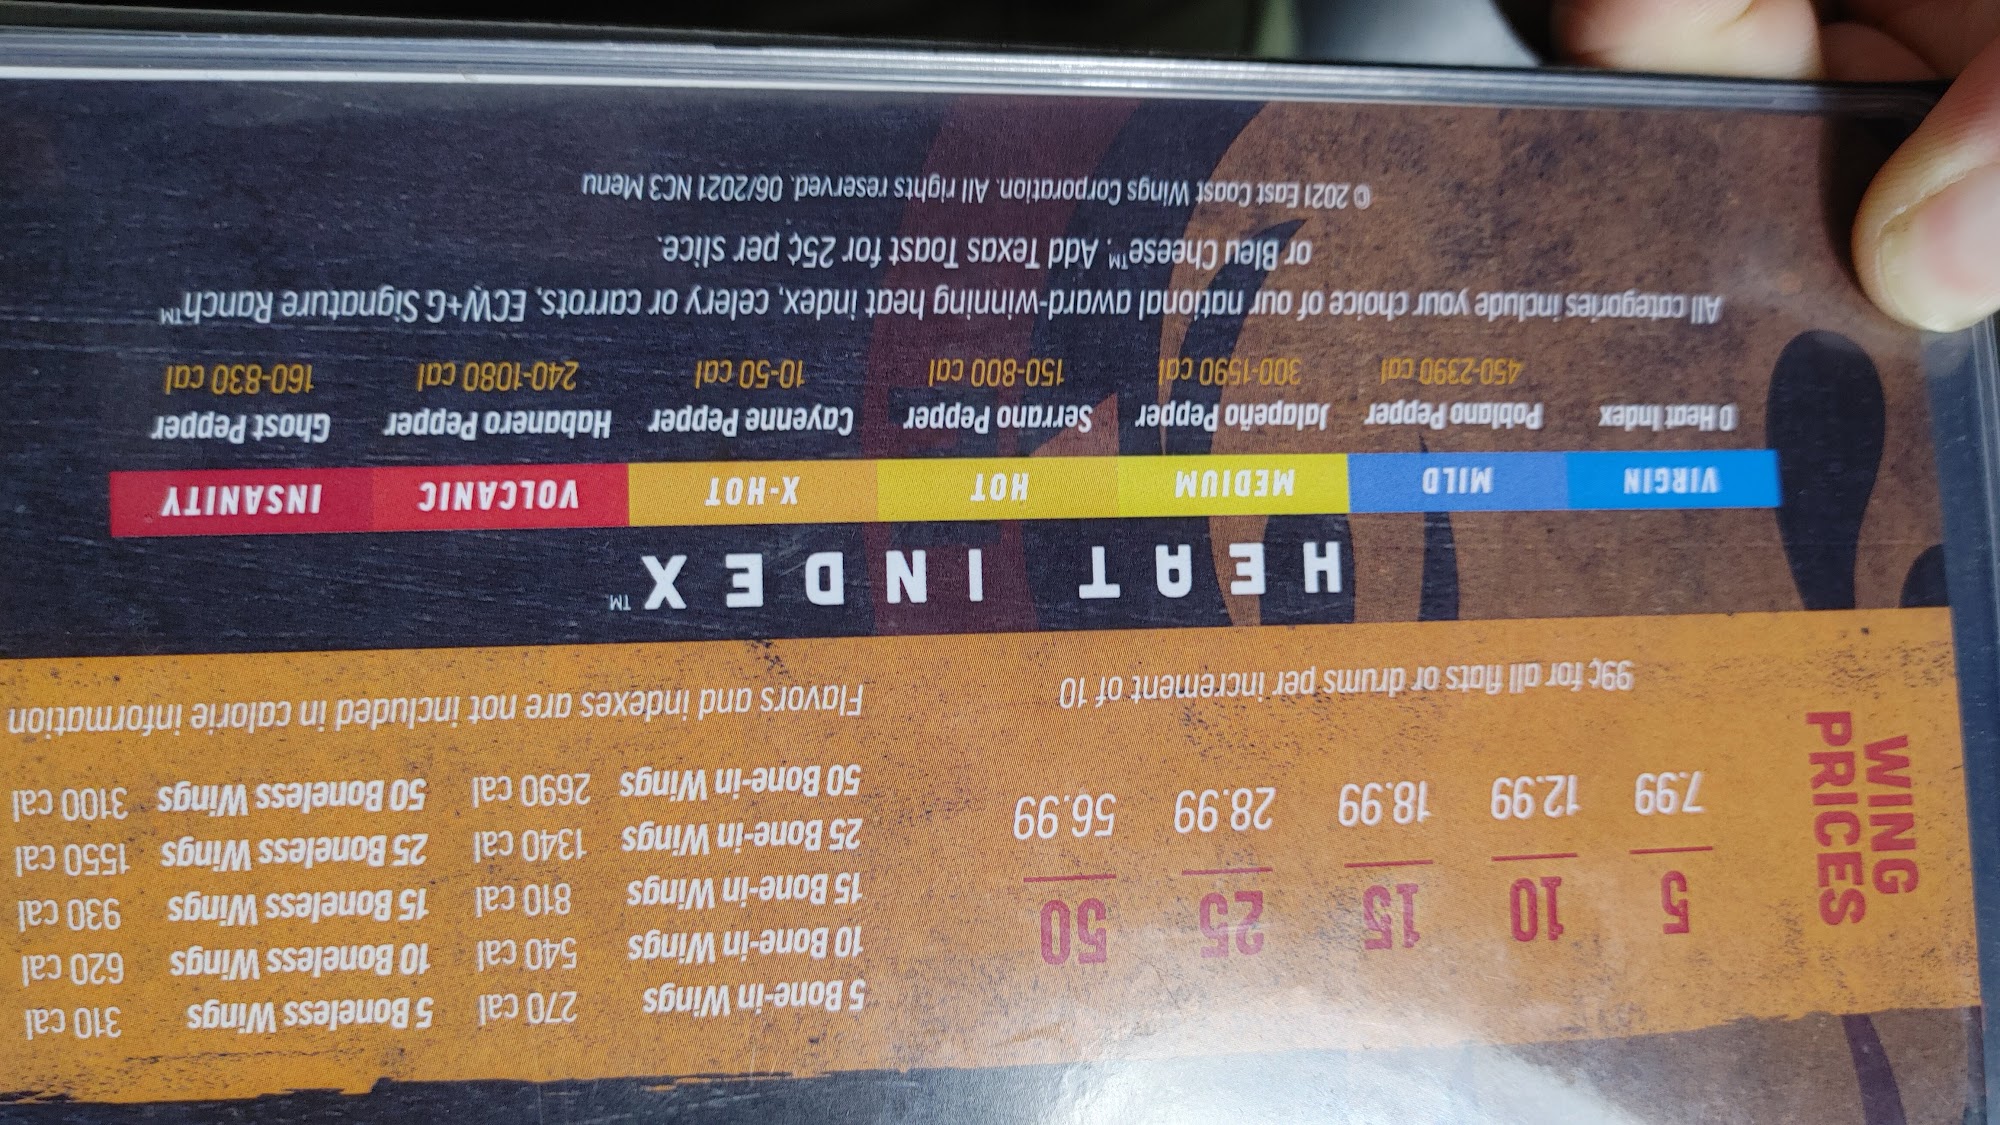 WING
PRICES
5 10 15 25 50
7.99 12.99 18.99 28.99 56.99
99¢ for all flats or drums per increment of 10
5 Bone-in Wings 270 cal 5 Boneless Wings 310 cal
10 Bone-in Wings 540 cal 10 Boneless Wings 620 cal
15 Bone-in Wings 810 cal 15 Boneless Wings 930 cal
25 Bone-in Wings 1340 cal 25 Boneless Wings 1550 cal
50 Bone-in Wings 2690 cal 50 Boneless Wings 3100 cal
Flavors and indexes are not included in calorie information
HEAT INDEX™
VIRGIN MILD MEDIUM HOT X-HOT VOLCANIC INSANITY
0 Heat Index Poblano Pepper Jalapeño Pepper Serrano Pepper Cayenne Pepper Habanero Pepper Ghost Pepper
450-2390 cal 300-1590 cal 150-800 cal 10-50 cal 240-1080 cal 160-830 cal
All categories include your choice of our national award-winning heat index, celery or carrots, ECW+G Signature Ranch™
or Bleu Cheese™. Add Texas Toast for 25¢ per slice.
© 2021 East Coast Wings Corporation. All rights reserved. 06/2021 NC3 Menu